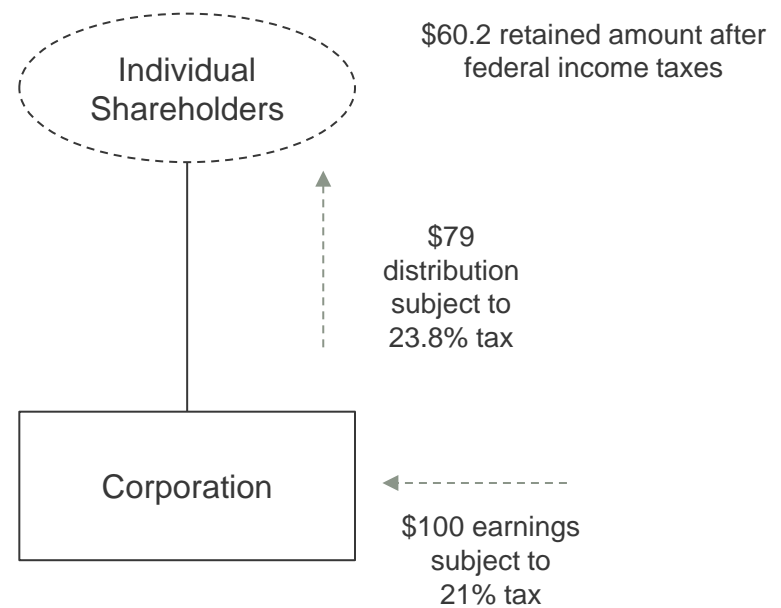 Individual
Shareholders
$60.2 retained amount after
federal income taxes
$79
distribution
subject to
23.8% tax
Corporation
$100 earnings
subject to
21% tax